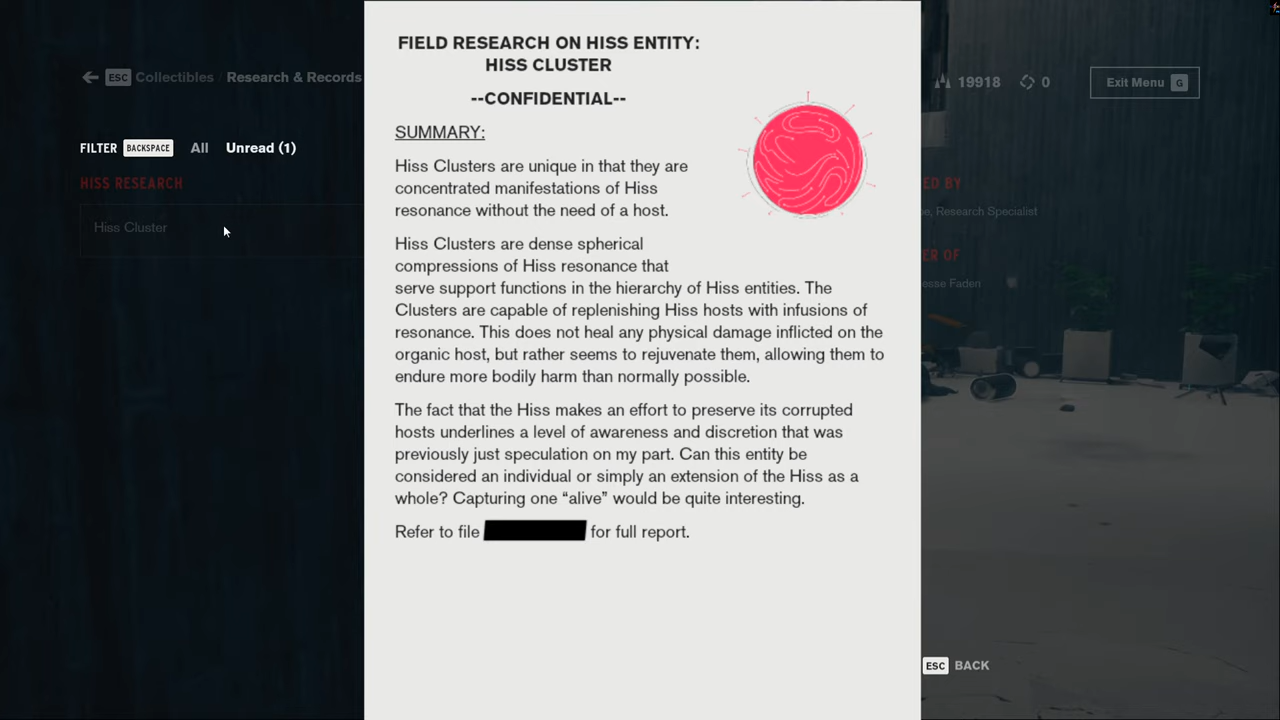 FIELD RESEARCH ON HISS ENTITY:
HISS CLUSTER
--CONFIDENTIAL--
SUMMARY:
Hiss Clusters are unique in that they are
concentrated manifestations of Hiss
resonance without the need of a host.
Hiss Clusters are dense spherical
compressions of Hiss resonance that
serve support functions in the hierarchy of Hiss entities. The
Clusters are capable of replenishing Hiss hosts with infusions of
resonance. This does not heal any physical damage inflicted on the
organic host, but rather seems to rejuvenate them, allowing them to
endure more bodily harm than normally possible.
The fact that the Hiss makes an effort to preserve its corrupted
hosts underlines a level of awareness and discretion that was
previously just speculation on my part. Can this entity be
considered an individual or simply an extension of the Hiss as a
whole? Capturing one “alive” would be quite interesting.
Refer to file for full report.
ESC Collectibles / Research & Records
FILTER BACKSPACE All Unread (1)
HISS RESEARCH
Hiss Cluster
19918 0
Exit Menu G
ED BY
, Research Specialist
ER OF
esse Faden
ESC BACK